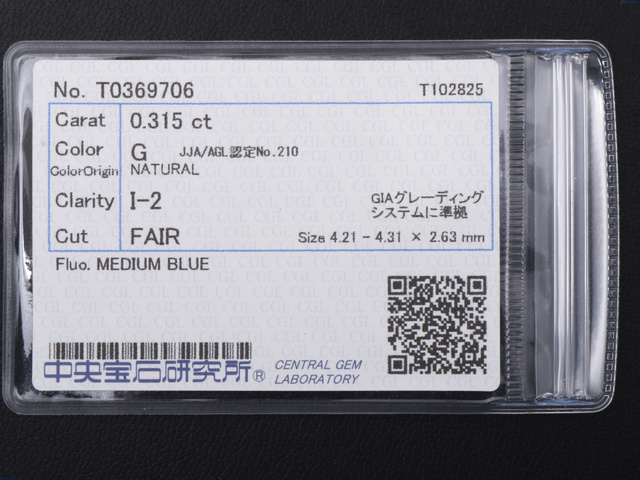 No. T0369706 T102825
Carat 0.315 ct
Color G JJA/AGL認定No.210
ColorOrigin NATURAL
Clarity I-2 GIAグレーディング
システムに準拠
Cut FAIR Size 4.21 - 4.31 × 2.63 mm
Fluo. MEDIUM BLUE
中央宝石研究所® CENTRAL GEM
LABORATORY